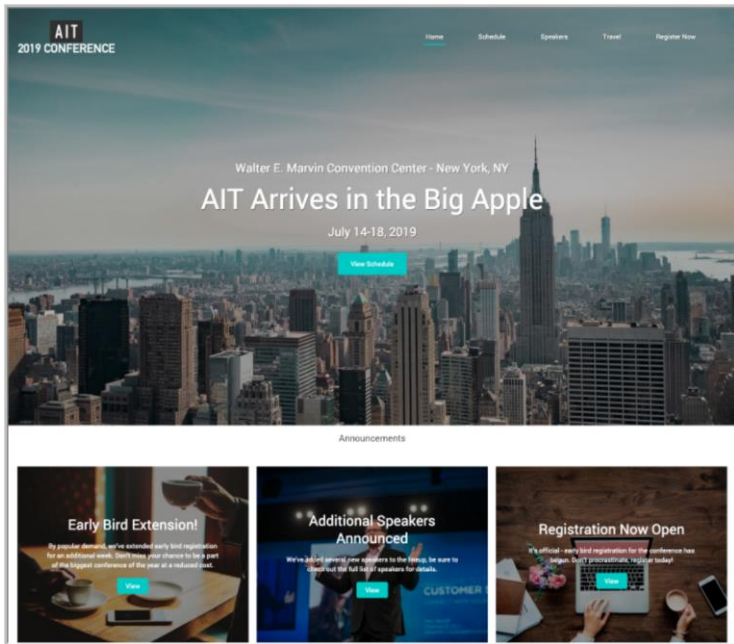 AIT
2019 CONFERENCE
Home Schedule Speakers Travel Register Now
Walter E. Marvin Convention Center - New York, NY
AIT Arrives in the Big Apple
July 14-18, 2019
View Schedule
Announcements
Early Bird Extension!
By popular demand, we've extended early bird registration
for an additional week. Don't miss your chance to be a part
of the biggest conference of the year at a reduced cost.
View
Additional Speakers
Announced
We've added several new speakers to the lineup, be sure to
check out the full list of speakers for details.
View
CUSTOMER
Registration Now Open
It's official - early bird registration for the conference has
begun. Don't procrastinate, register today!
View